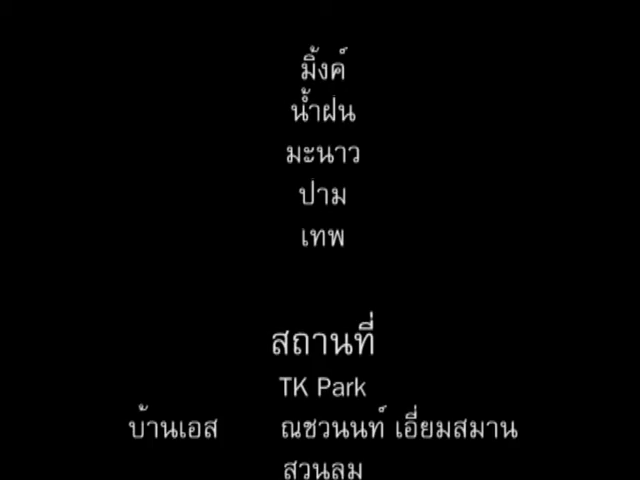 มิ้งค์
น้ำฝน
มะนาว
ปาม
เทพ
สถานที่
TK Park
บ้านเอส ณชวนนท์ เอี่ยมสมาน
สวนลุม